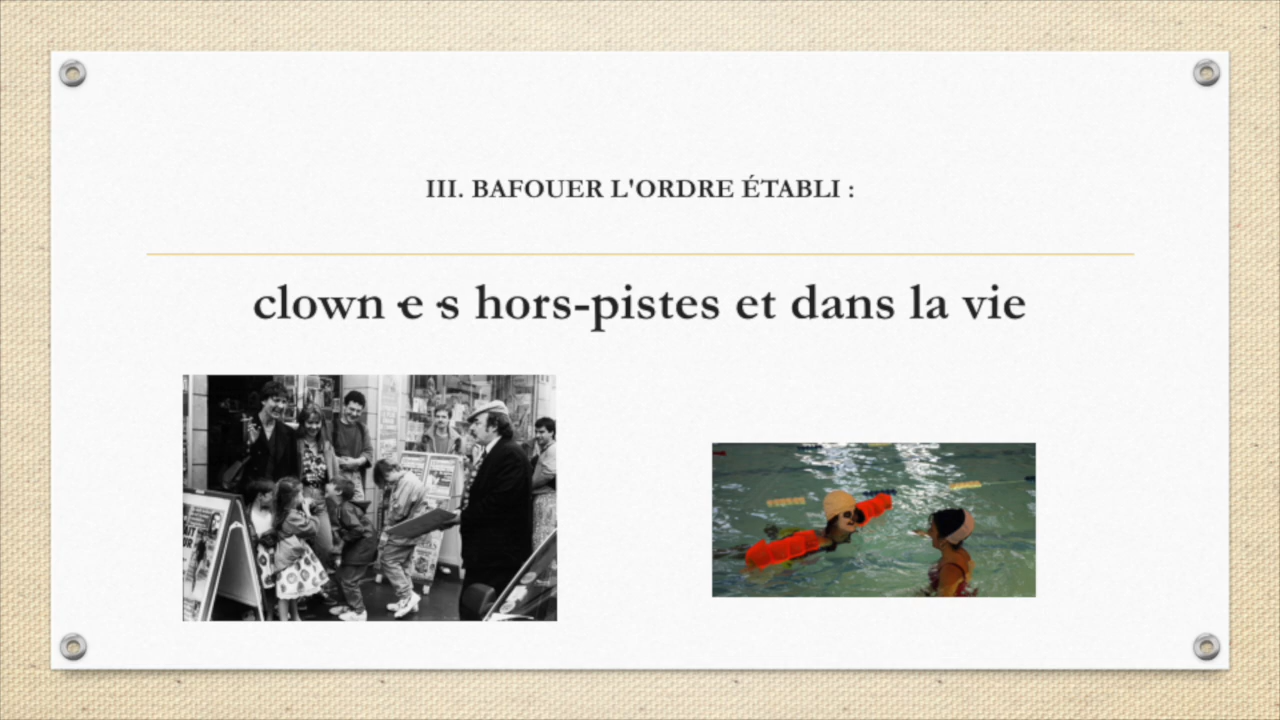 III. BAFOUER L'ORDRE ÉTABLI :
clown·e·s hors-pistes et dans la vie